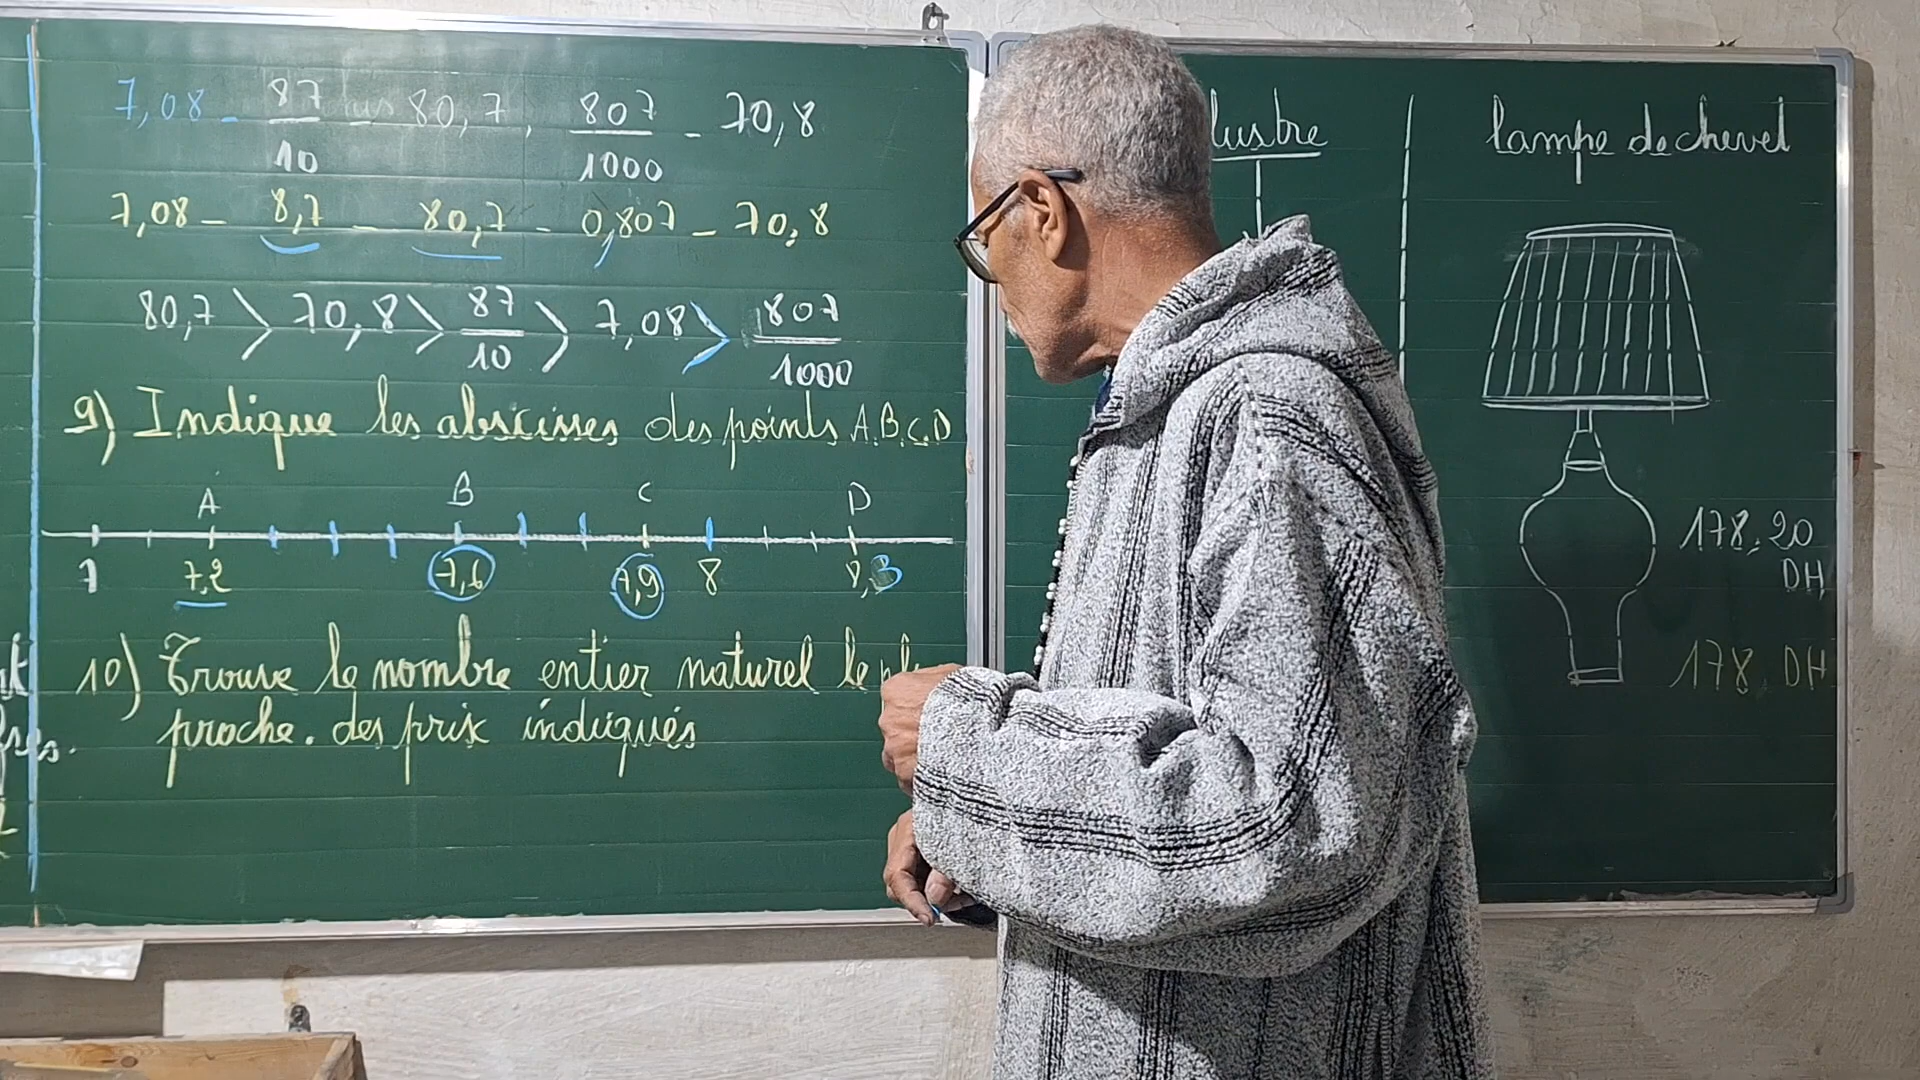 7,08 - 87/10 - 80,7, 807/1000 - 70,8
7,08 - 8,7 - 80,7 - 0,807 - 70,8
80,7 > 70,8 > 87/10 > 7,08 > 807/1000
9) Indique les abscisses des points A.B.C.D
A B C D
7 7,2 7,6 7,9 8 8,3
10) Trouve le nombre entier naturel le
proche. des prix indiqués
lustre
lampe de chevet
178,20
DH
178 DH